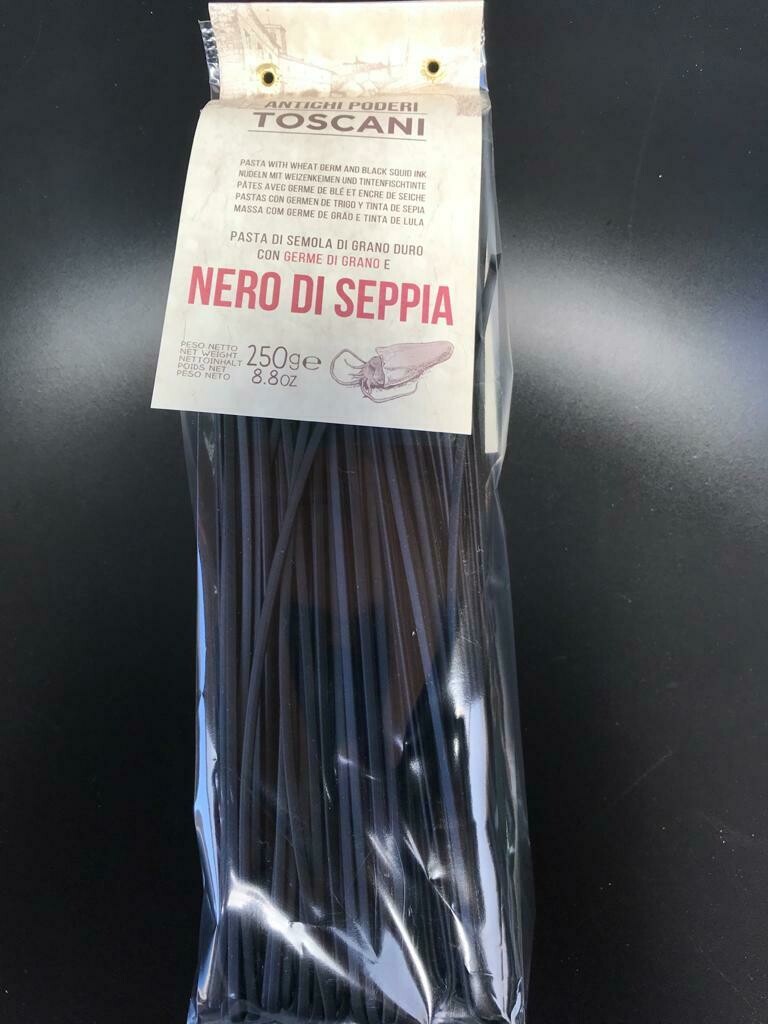 ANTICHI PODERI
TOSCANI
PASTA WITH WHEAT GERM AND BLACK SQUID INK
NUDELN MIT WEIZENKEIMEN UND TINTENFISCHTINTE
PÂTES AVEC GERME DE BLÉ ET ENCRE DE SEICHE
PASTAS CON GERMEN DE TRIGO Y TINTA DE SEPIA
MASSA COM GERME DE GRÃO E TINTA DE LULA
PASTA DI SEMOLA DI GRANO DURO
CON GERME DI GRANO E
NERO DI SEPPIA
PESO NETTO
NET WEIGHT
NETTOINHALT
POIDS NET
PESO NETO
250g℮
8.8OZ